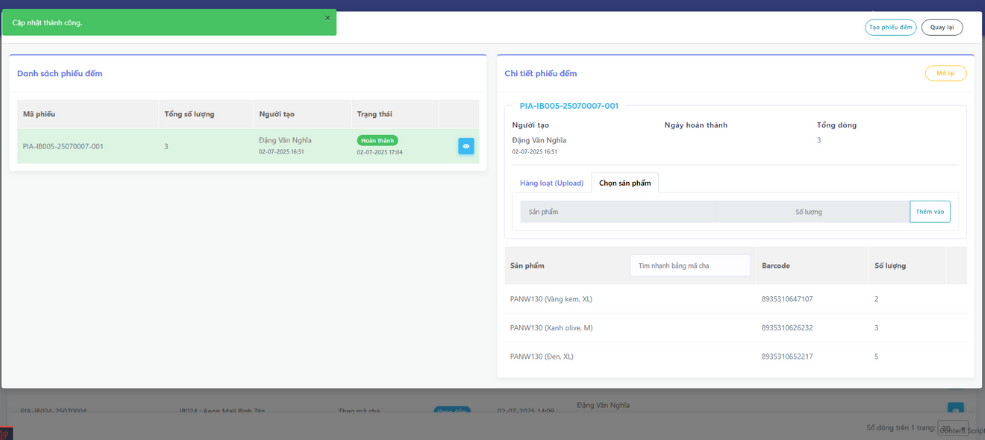 Cập nhật thành công.
×
Tạo phiếu đếm
Quay lại
Danh sách phiếu đếm
Mã phiếu
Tổng số lượng
Người tạo
Trạng thái
PIA-IB005-25070007-001
3
Đặng Văn Nghĩa
02-07-2025 16:51
Hoàn thành
02-07-2025 17:04
Chi tiết phiếu đếm
Mở lại
PIA-IB005-25070007-001
Người tạo
Ngày hoàn thành
Tổng dòng
Đặng Văn Nghĩa
3
02-07-2025 16:51
Hàng loạt (Upload)
Chọn sản phẩm
Sản phẩm
Số lượng
Thêm vào
Sản phẩm
Tìm nhanh bằng mã cha
Barcode
Số lượng
PANW130 (Vàng kem, XL)
8935310647107
2
PANW130 (Xanh olive, M)
8935310626232
3
PANW130 (Đen, XL)
8935310652217
5
Đặng Văn Nghĩa
PIA-IB024-25070004
IB024 : Aeon Mall Bình Tân
Theo mã cha
02-07-2025 14:09
Số dòng trên 1 trang:
20
Content Script